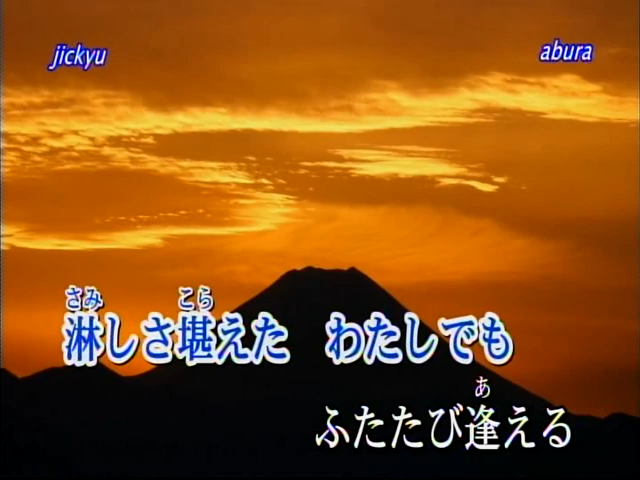 jickyu
abura
さみ こら
淋しさ堪えた わたしでも
あ
ふたたび逢える